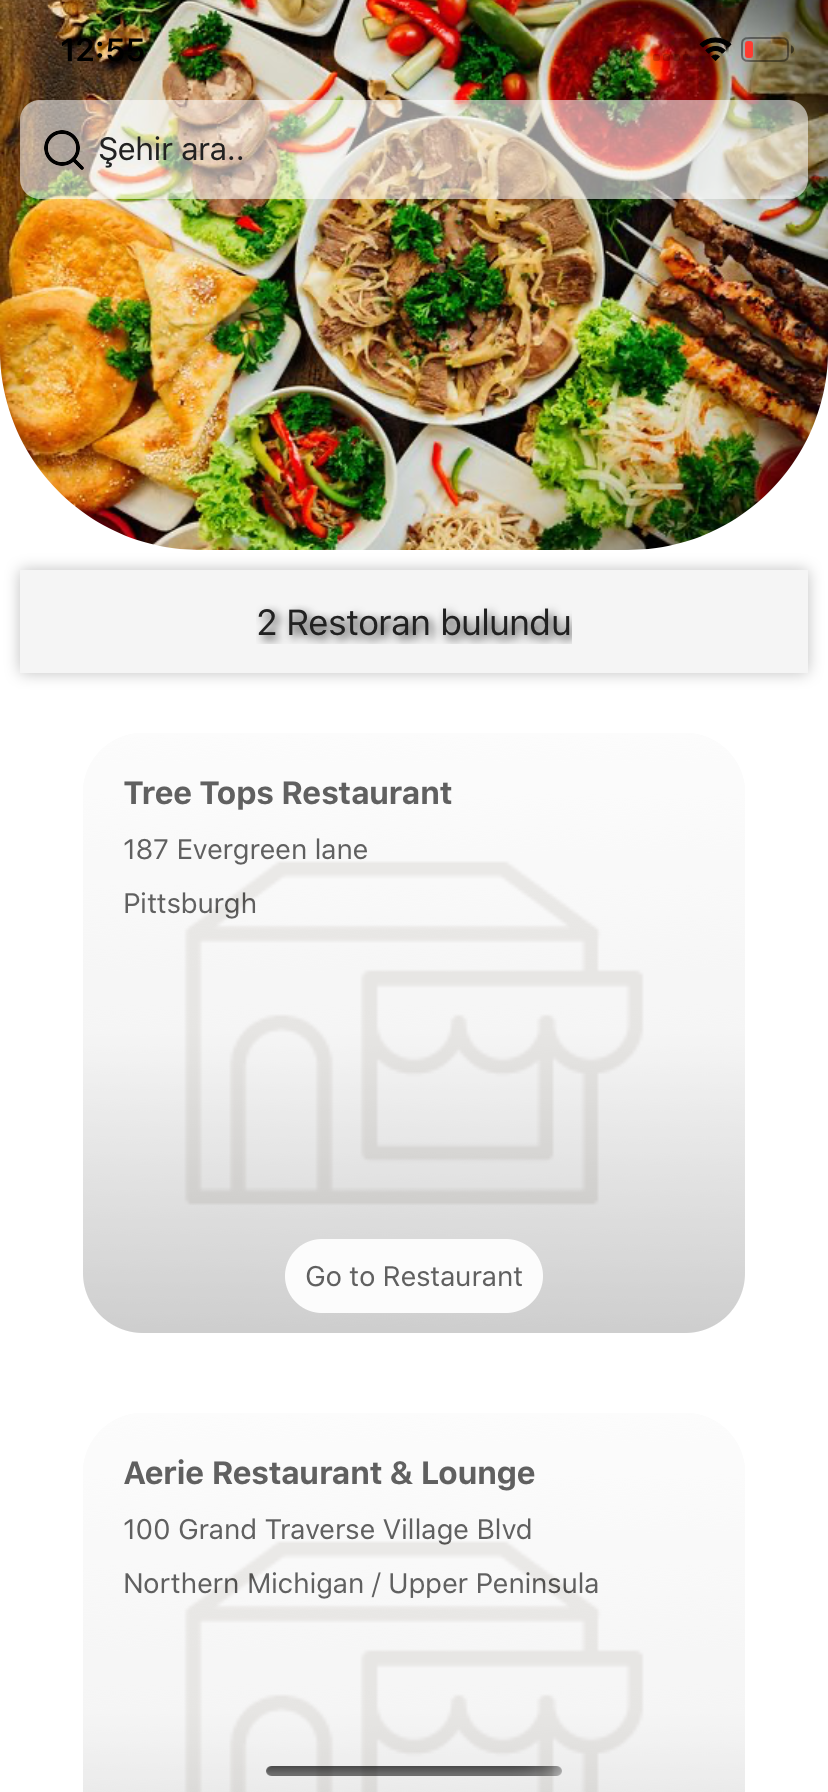 12:55
Şehir ara..
2 Restoran bulundu
Tree Tops Restaurant
187 Evergreen lane
Pittsburgh
Go to Restaurant
Aerie Restaurant & Lounge
100 Grand Traverse Village Blvd
Northern Michigan / Upper Peninsula